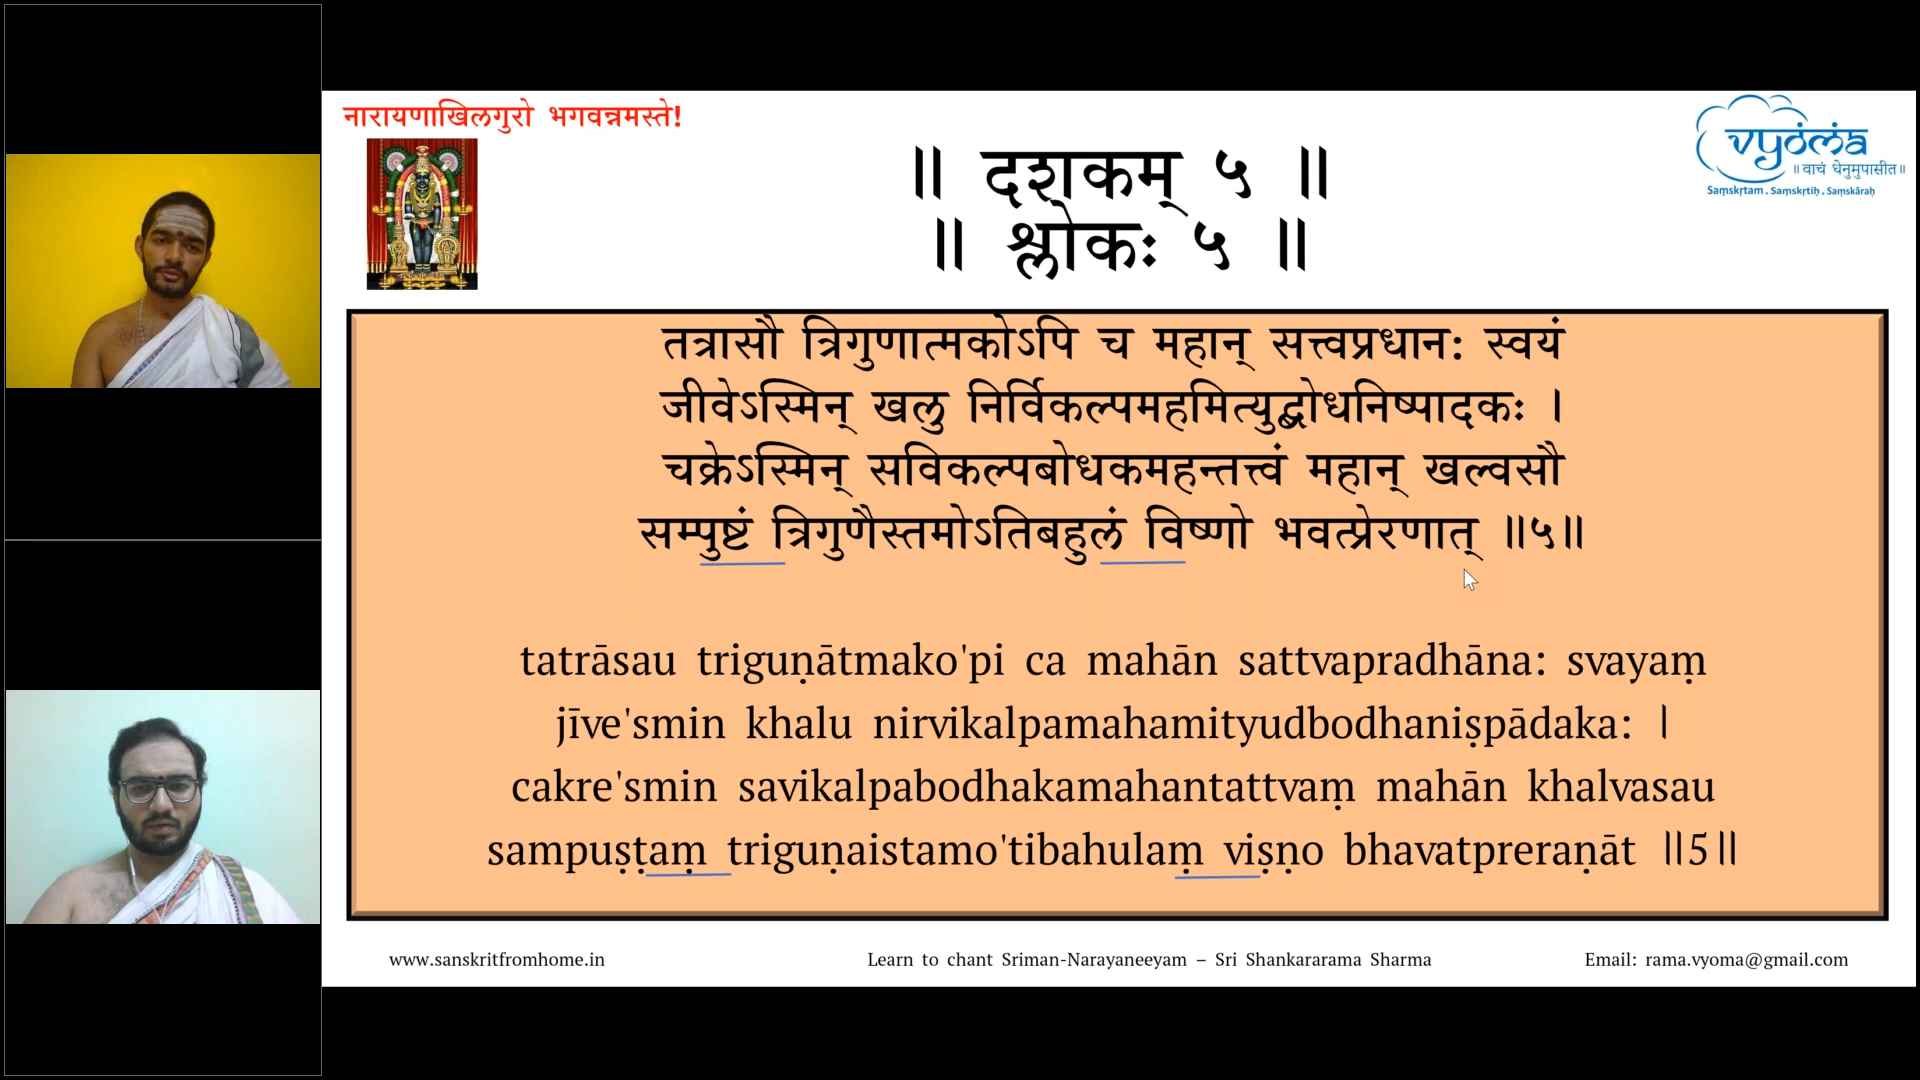 नारायणाखिलगुरो भगवन्नमस्ते!
vyoma
॥ वाचं धेनुमुपासीत॥
Saṃskṛtam . Saṃskṛtiḥ . Saṃskāraḥ
॥ दशकम् ५ ॥
॥ श्लोकः ५ ॥
तत्रासौ त्रिगुणात्मकोऽपि च महान् सत्त्वप्रधान: स्वयं
जीवेऽस्मिन् खलु निर्विकल्पमहमित्युद्बोधनिष्पादकः ।
चक्रेऽस्मिन् सविकल्पबोधकमहन्तत्त्वं महान् खल्वसौ
सम्पुष्टं त्रिगुणैस्तमोऽतिबहुलं विष्णो भवत्प्रेरणात् ॥५॥
tatrāsau triguṇātmako'pi ca mahān sattvapradhāna: svayaṃ
jīve'smin khalu nirvikalpamahamityudbodhaniṣpādaka: ।
cakre'smin savikalpabodhakamahantattvaṃ mahān khalvasau
sampuṣṭaṃ triguṇaistamo'tibahulaṃ viṣṇo bhavatpreraṇāt ॥5॥
www.sanskritfromhome.in
Learn to chant Sriman-Narayaneeyam – Sri Shankararama Sharma
Email: rama.vyoma@gmail.com